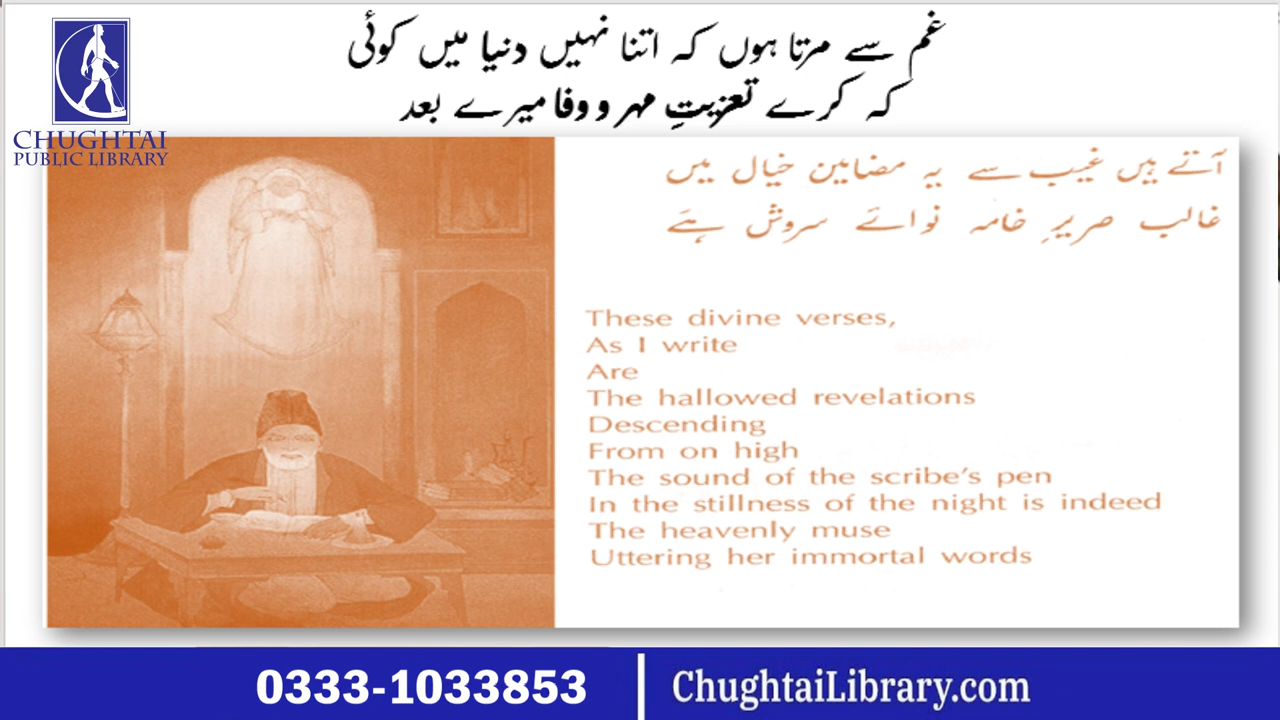 غم سے مرتا ہوں کہ اتنا نہیں دنیا میں کوئی
کہ کرے تعزیتِ مہر و وفا میرے بعد
CHUGHTAI
PUBLIC LIBRARY
آتے ہیں غیب سے یہ مضامیں خیال میں
غالب صریرِ خامہ نوائے سروش ہے
These divine verses,
As I write
Are
The hallowed revelations
Descending
From on high
The sound of the scribe's pen
In the stillness of the night is indeed
The heavenly muse
Uttering her immortal words
0333-1033853 | ChughtaiLibrary.com